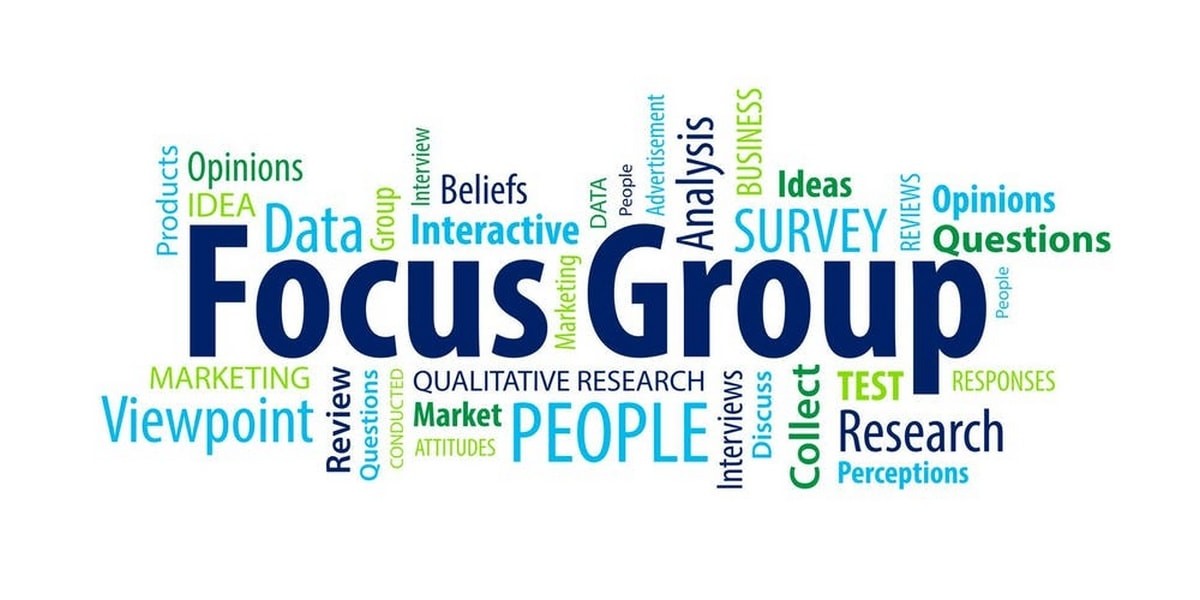 Products
Opinions
IDEA
Data
Group
Interview
Beliefs
Interactive
DATA
People
Advertisement
Analysis
BUSINESS
Ideas
SURVEY
REVIEWS
Opinions
Questions
Focus Group
Marketing
People
MARKETING
Viewpoint
Review
Questions
CONDUCTED
QUALITATIVE RESEARCH
Market
ATTITUDES
PEOPLE
Interviews
Discuss
Collect
TEST
RESPONSES
Research
Perceptions